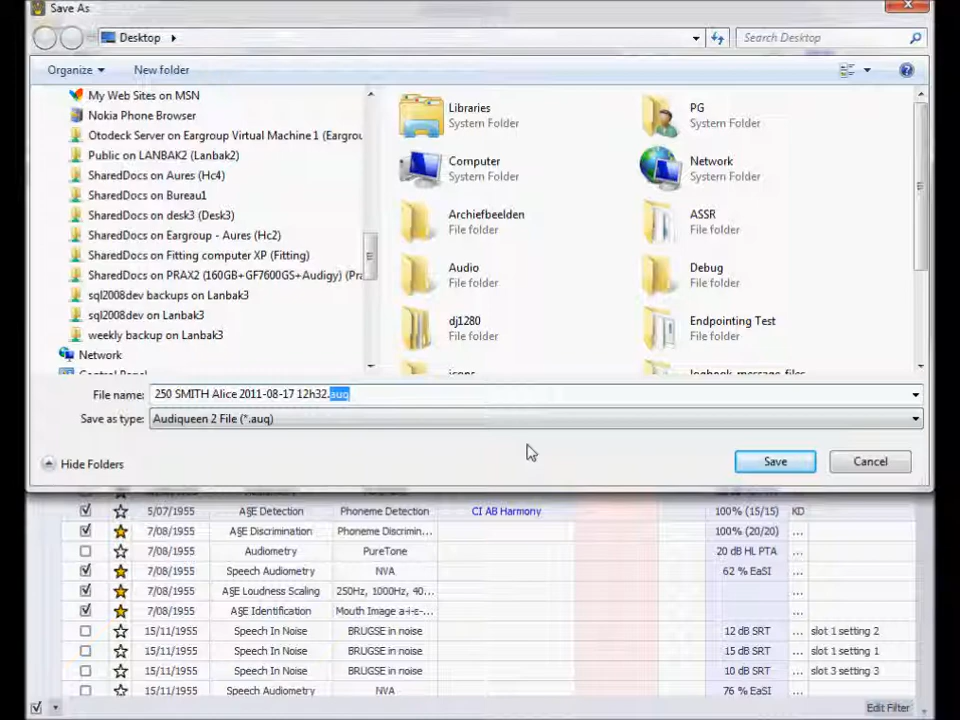 Save As
Desktop
Search Desktop
Organize
New folder
My Web Sites on MSN
Nokia Phone Browser
Otodeck Server on Eargroup Virtual Machine 1 (Eargrou
Public on LANBAK2 (Lanbak2)
SharedDocs on Aures (Hc4)
SharedDocs on Bureau1
SharedDocs on desk3 (Desk3)
SharedDocs on Eargroup - Aures (Hc2)
SharedDocs on Fitting computer XP (Fitting)
SharedDocs on PRAX2 (160GB+GF7600GS+Audigy) (Pra
sql2008dev backups on Lanbak3
sql2008dev on Lanbak3
weekly backup on Lanbak3
Network
Control Panel
Libraries
System Folder
PG
System Folder
Computer
System Folder
Network
System Folder
Archiefbeelden
File folder
ASSR
File folder
Audio
File folder
Debug
File folder
dj1280
File folder
Endpointing Test
File folder
icons
logbook_message_files
File name: 250 SMITH Alice 2011-08-17 12h32.auq
Save as type: Audiqueen 2 File (*.auq)
Hide Folders
Save
Cancel
5/07/1955 A§E Detection Phoneme Detection CI AB Harmony 100% (15/15) KD
7/08/1955 A§E Discrimination Phoneme Discrimin... 100% (20/20) ...
7/08/1955 Audiometry PureTone 20 dB HL PTA ...
7/08/1955 Speech Audiometry NVA 62 % EaSI ...
7/08/1955 A§E Loudness Scaling 250Hz, 1000Hz, 40... ...
7/08/1955 A§E Identification Mouth Image a-i-ε-... ...
15/11/1955 Speech In Noise BRUGSE in noise 12 dB SRT ... slot 1 setting 2
15/11/1955 Speech In Noise BRUGSE in noise 15 dB SRT ... slot 1 setting 1
15/11/1955 Speech In Noise BRUGSE in noise 10 dB SRT ... slot 3 setting 3
15/11/1955 Speech Audiometry NVA 76 % EaSI ...
Edit Filter